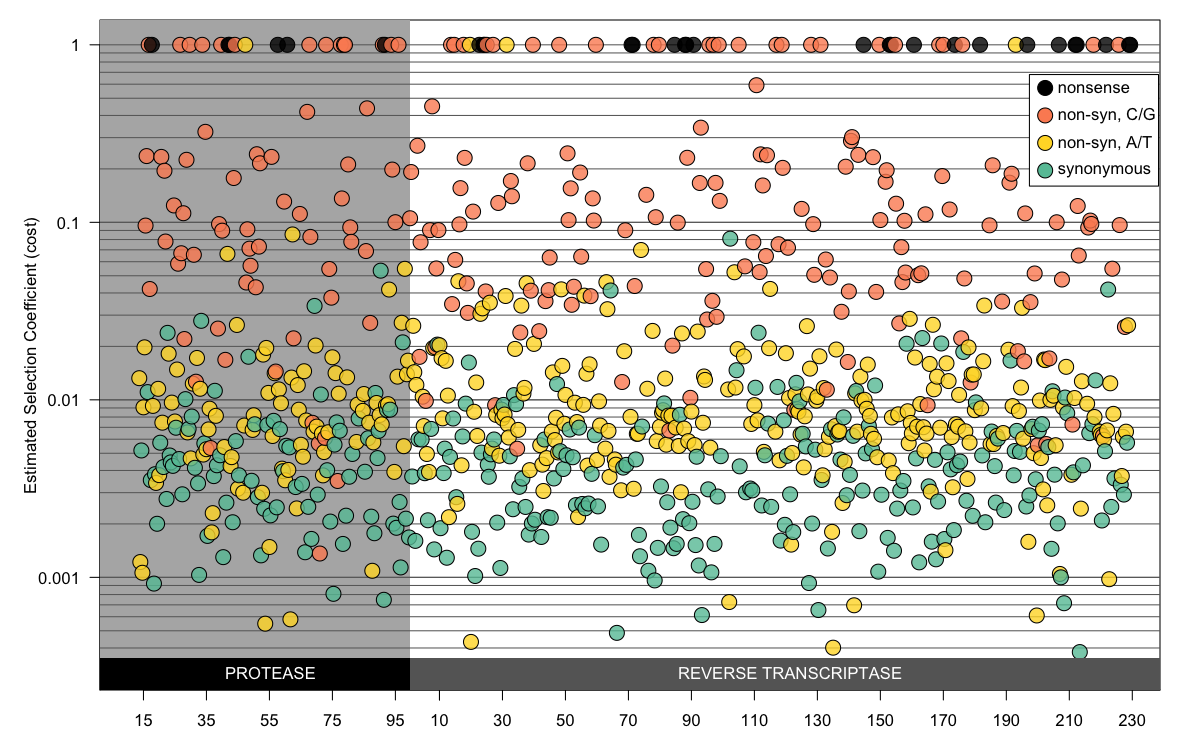 Estimated Selection Coefficient (cost)
1
0.1
0.01
0.001
nonsense
non-syn, C/G
non-syn, A/T
synonymous
PROTEASE
REVERSE TRANSCRIPTASE
15 35 55 75 95 10 30 50 70 90 110 130 150 170 190 210 230